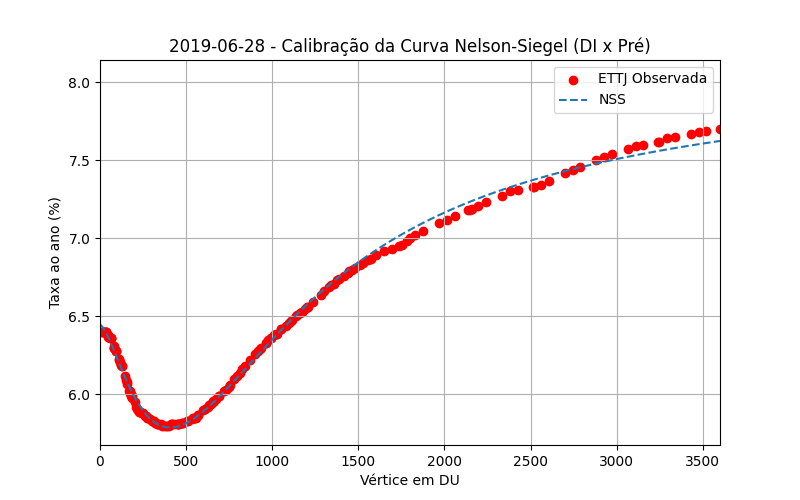 2019-06-28 - Calibração da Curva Nelson-Siegel (DI x Pré)
ETTJ Observada
NSS
Taxa ao ano (%)
8.0
7.5
7.0
6.5
6.0
0 500 1000 1500 2000 2500 3000 3500
Vértice em DU